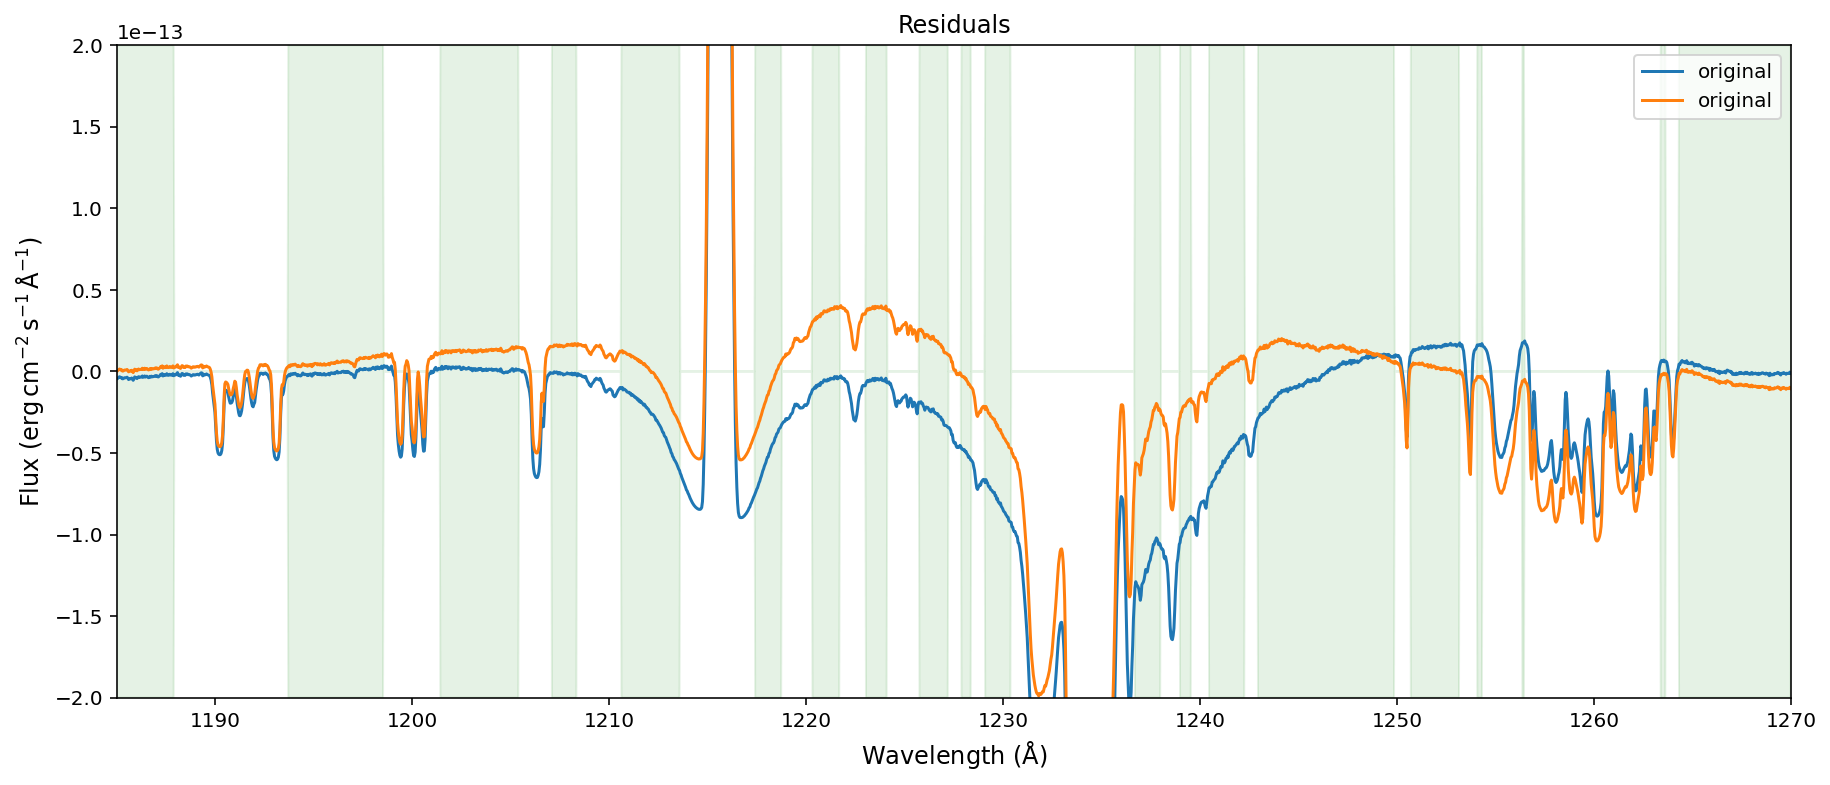 Residuals
1e−13
2.0
1.5
1.0
0.5
0.0
−0.5
−1.0
−1.5
−2.0
Flux (erg cm⁻² s⁻¹ Å⁻¹)
original
original
1190 1200 1210 1220 1230 1240 1250 1260 1270
Wavelength (Å)